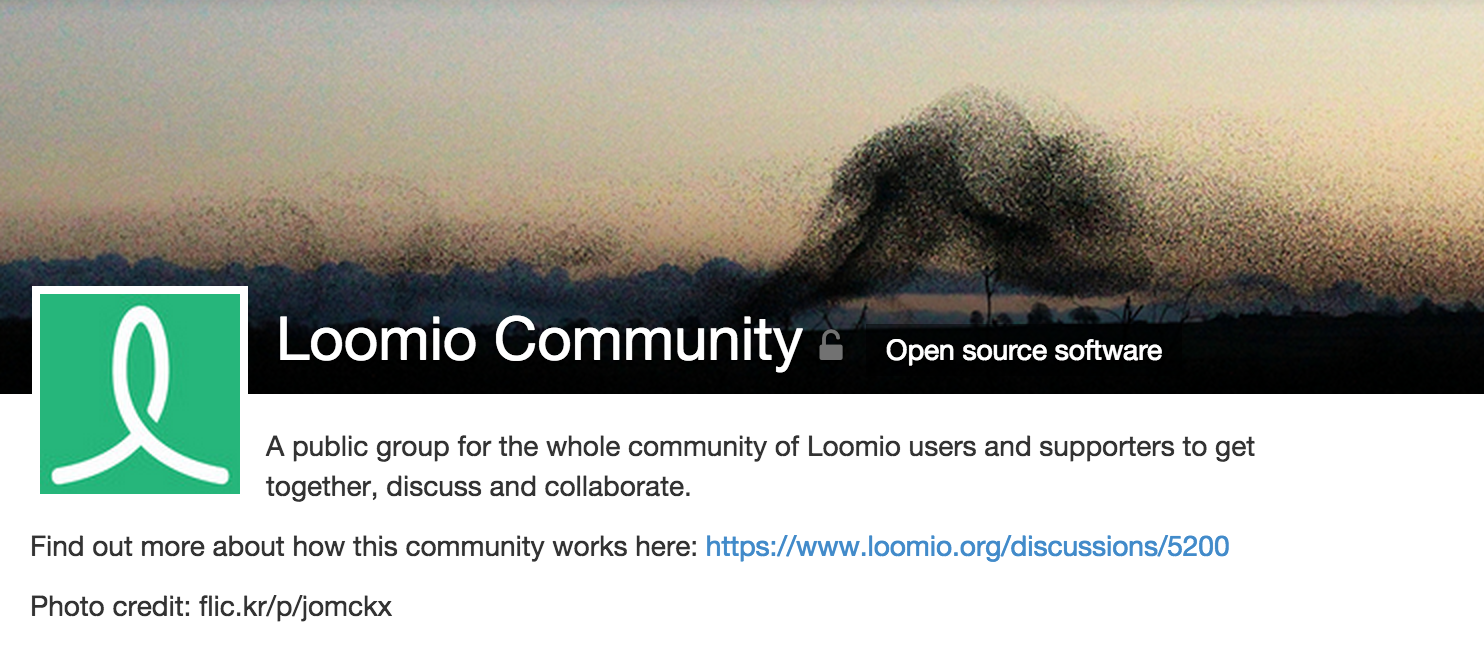 Loomio Community
Open source software
A public group for the whole community of Loomio users and supporters to get
together, discuss and collaborate.
Find out more about how this community works here: https://www.loomio.org/discussions/5200
Photo credit: flic.kr/p/jomckx